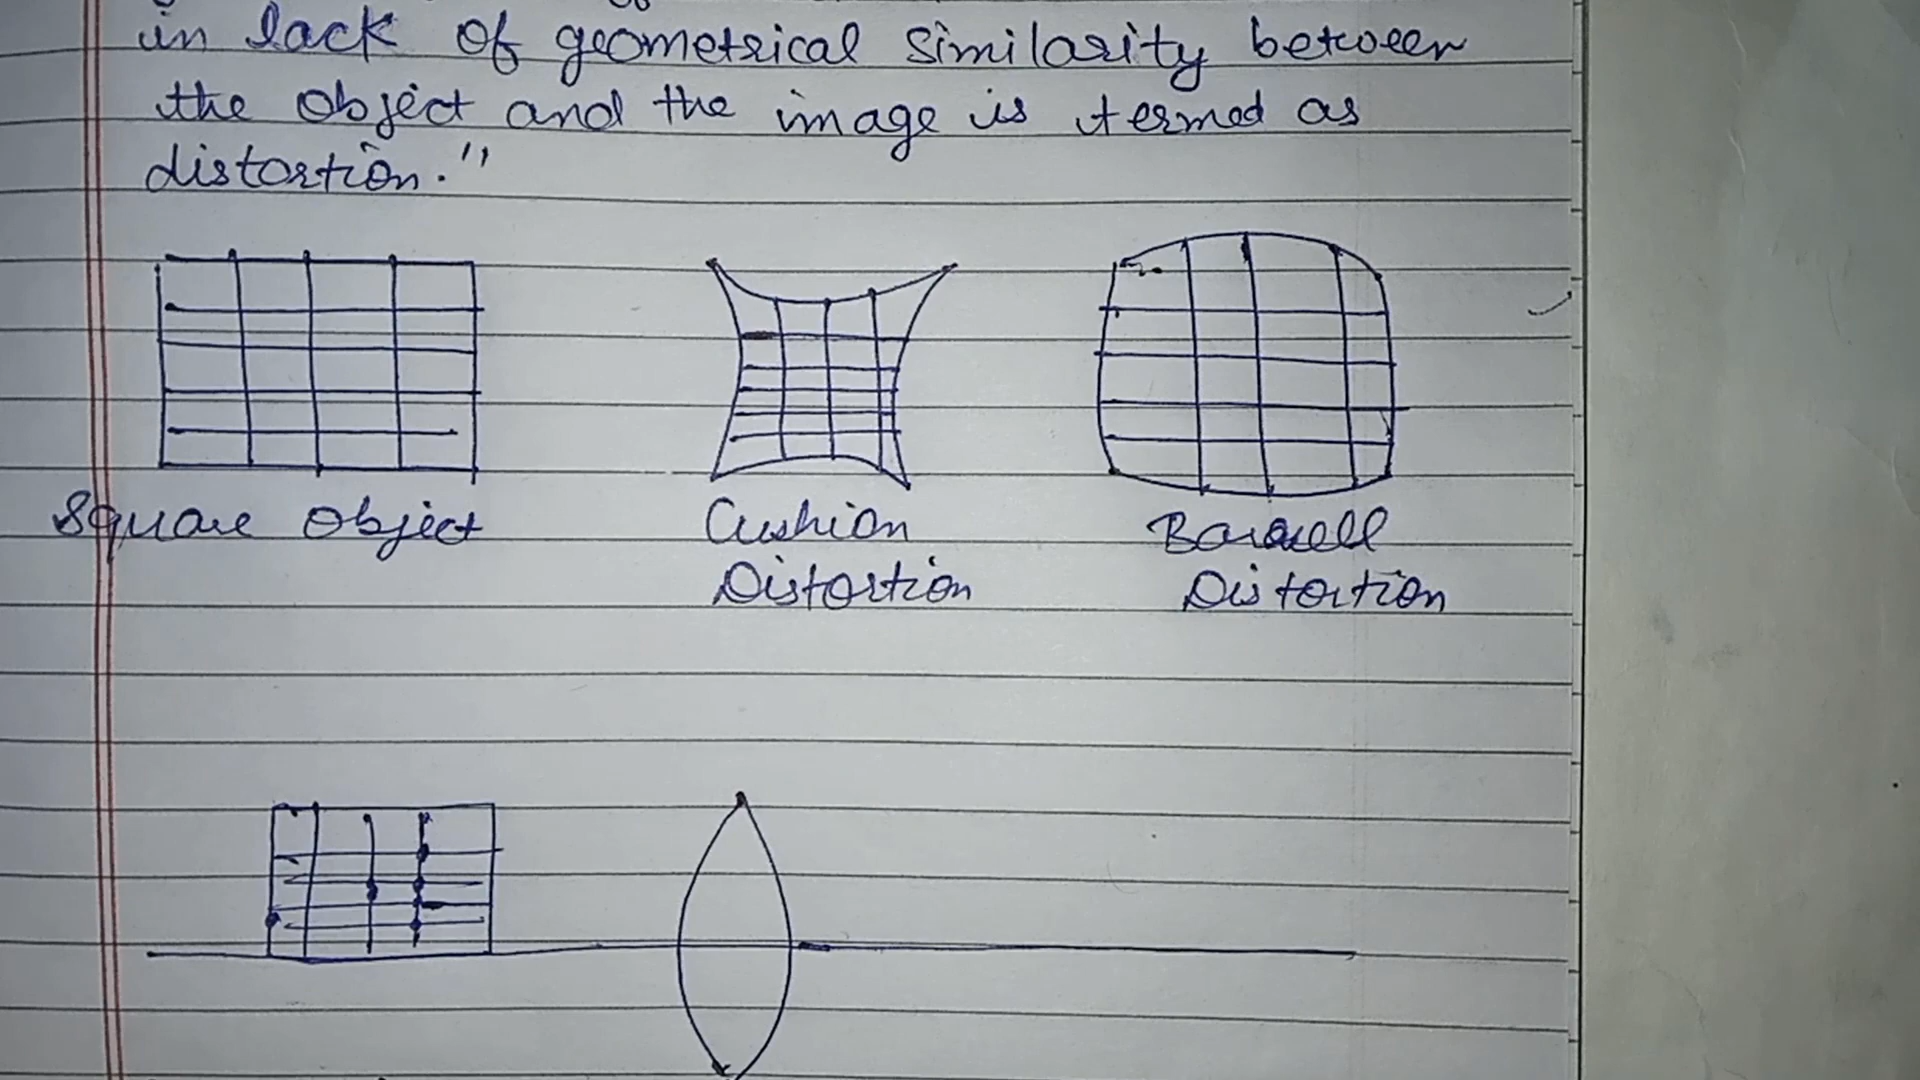 in lack of geometrical similarity between
the object and the image is termed as
distortion."
Square object
Cushion
Distortion
Bararell
Distortion